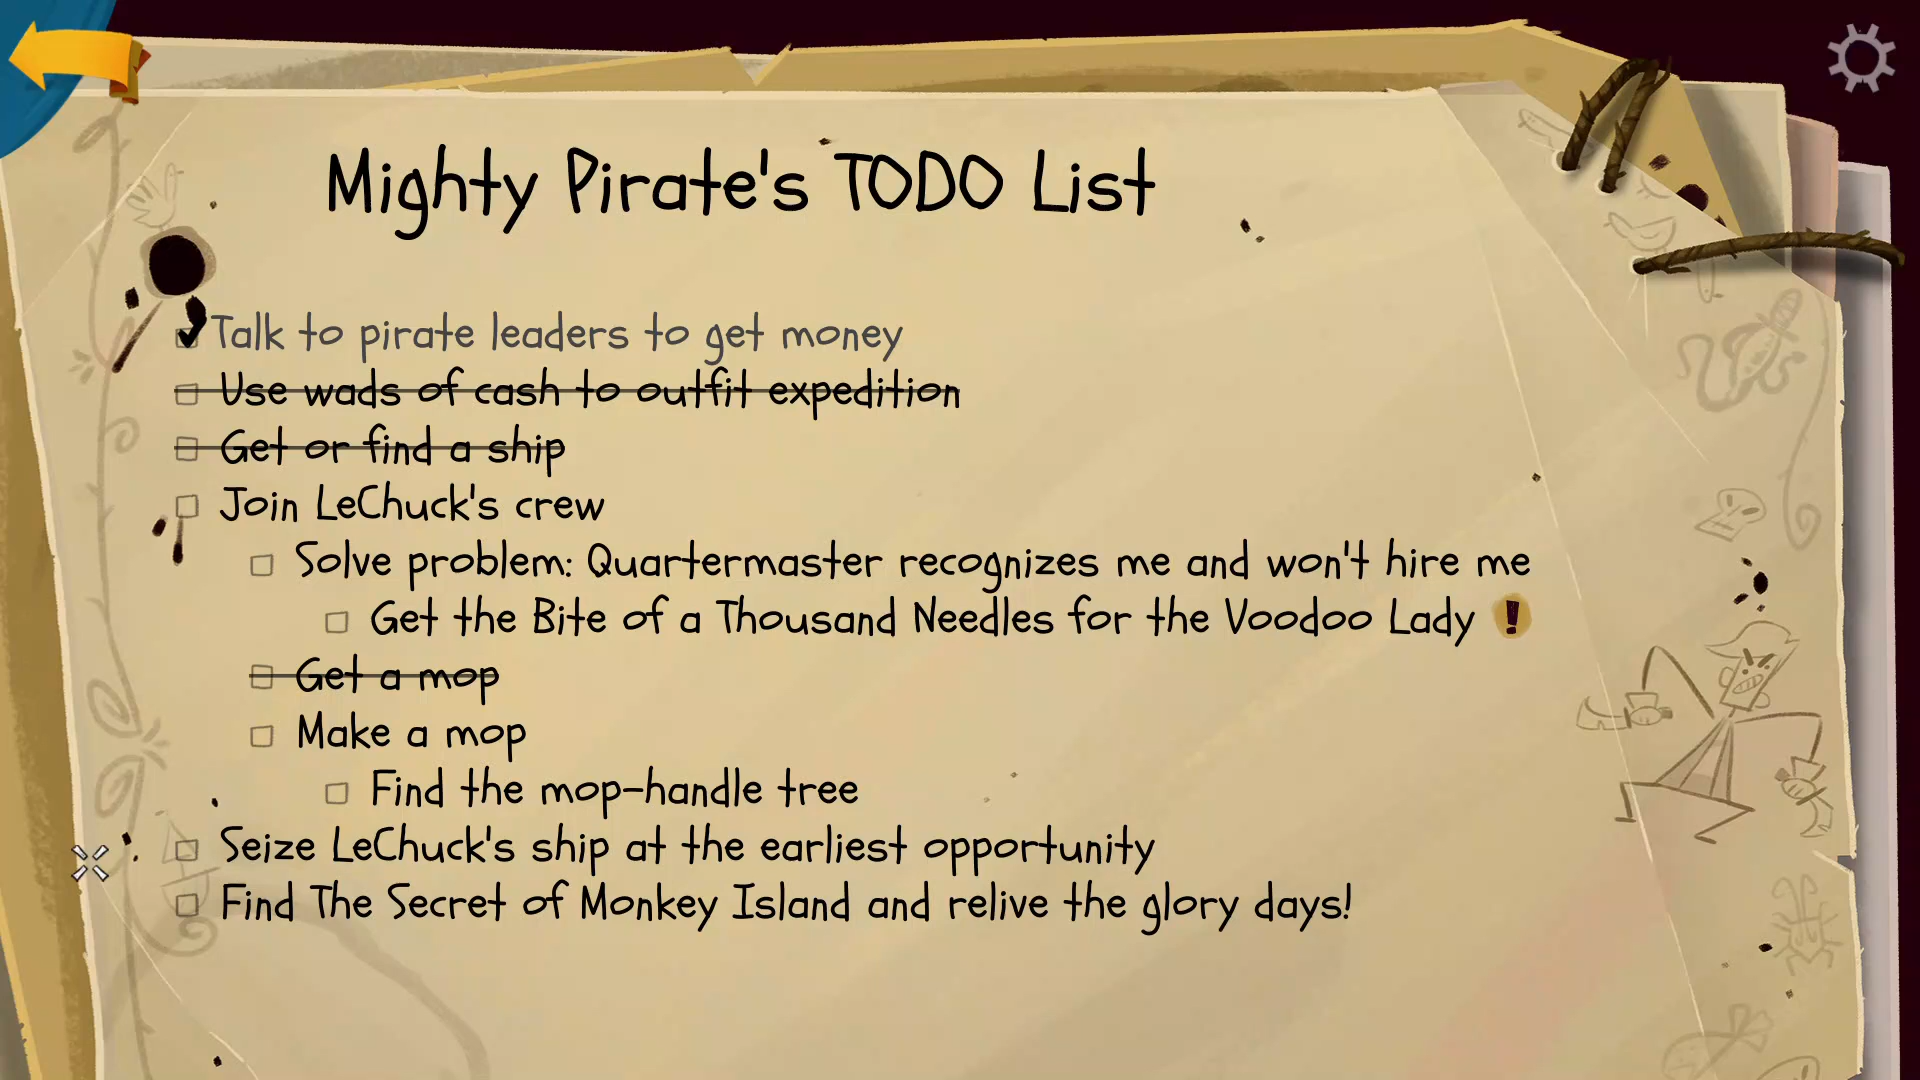 Mighty Pirate's TODO List
Talk to pirate leaders to get money
Use wads of cash to outfit expedition
Get or find a ship
Join LeChuck's crew
Solve problem: Quartermaster recognizes me and won't hire me
Get the Bite of a Thousand Needles for the Voodoo Lady !
Get a mop
Make a mop
Find the mop-handle tree
Seize LeChuck's ship at the earliest opportunity
Find The Secret of Monkey Island and relive the glory days!